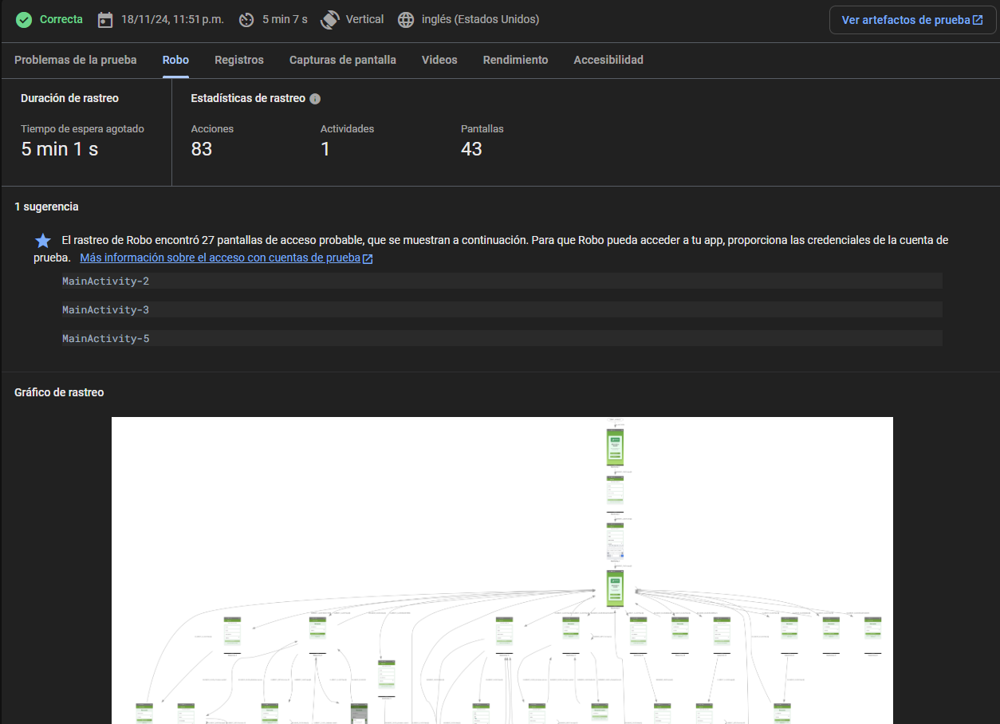 Correcta 18/11/24, 11:51 p.m. 5 min 7 s Vertical inglés (Estados Unidos) Ver artefactos de prueba
Problemas de la prueba Robo Registros Capturas de pantalla Videos Rendimiento Accesibilidad
Duración de rastreo Estadísticas de rastreo
Tiempo de espera agotado Acciones Actividades Pantallas
5 min 1 s 83 1 43
1 sugerencia
El rastreo de Robo encontró 27 pantallas de acceso probable, que se muestran a continuación. Para que Robo pueda acceder a tu app, proporciona las credenciales de la cuenta de
prueba. Más información sobre el acceso con cuentas de prueba
MainActivity-2
MainActivity-3
MainActivity-5
Gráfico de rastreo